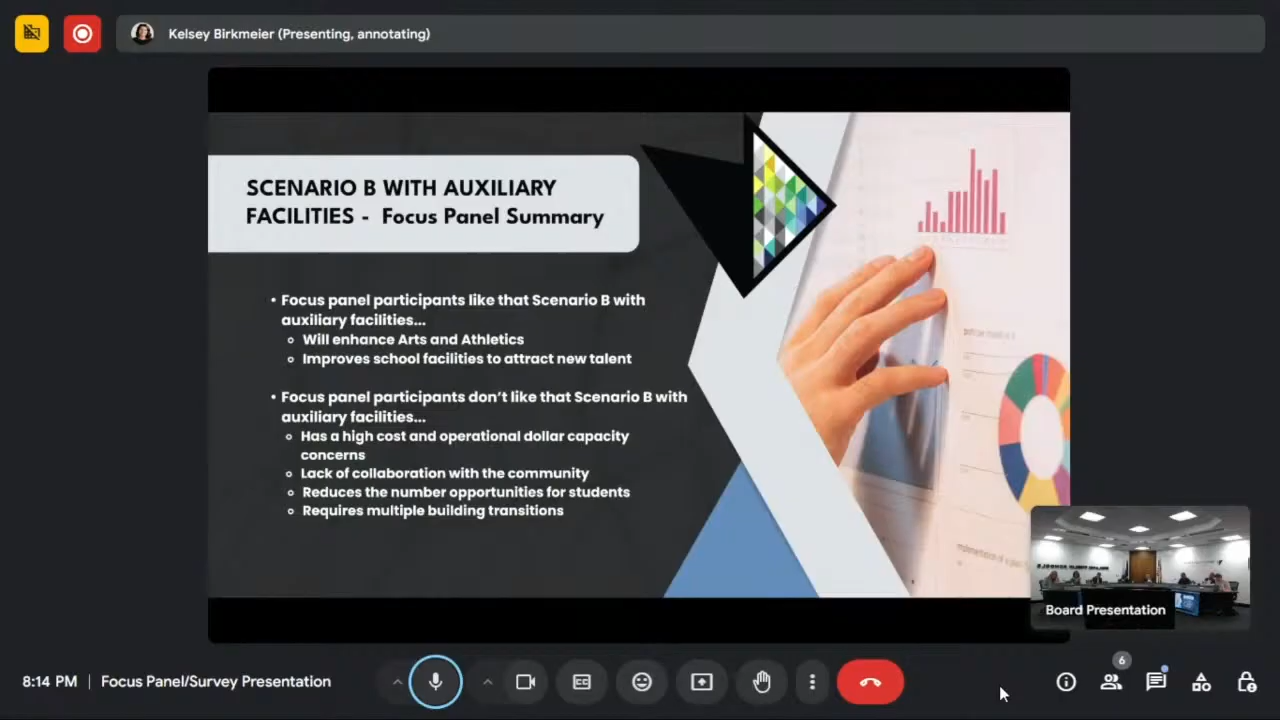 Kelsey Birkmeier (Presenting, annotating)
SCENARIO B WITH AUXILIARY
FACILITIES - Focus Panel Summary
• Focus panel participants like that Scenario B with
auxiliary facilities...
Will enhance Arts and Athletics
Improves school facilities to attract new talent
• Focus panel participants don't like that Scenario B with
auxiliary facilities...
Has a high cost and operational dollar capacity
concerns
Lack of collaboration with the community
Reduces the number opportunities for students
Requires multiple building transitions
Board Presentation
8:14 PM | Focus Panel/Survey Presentation
6